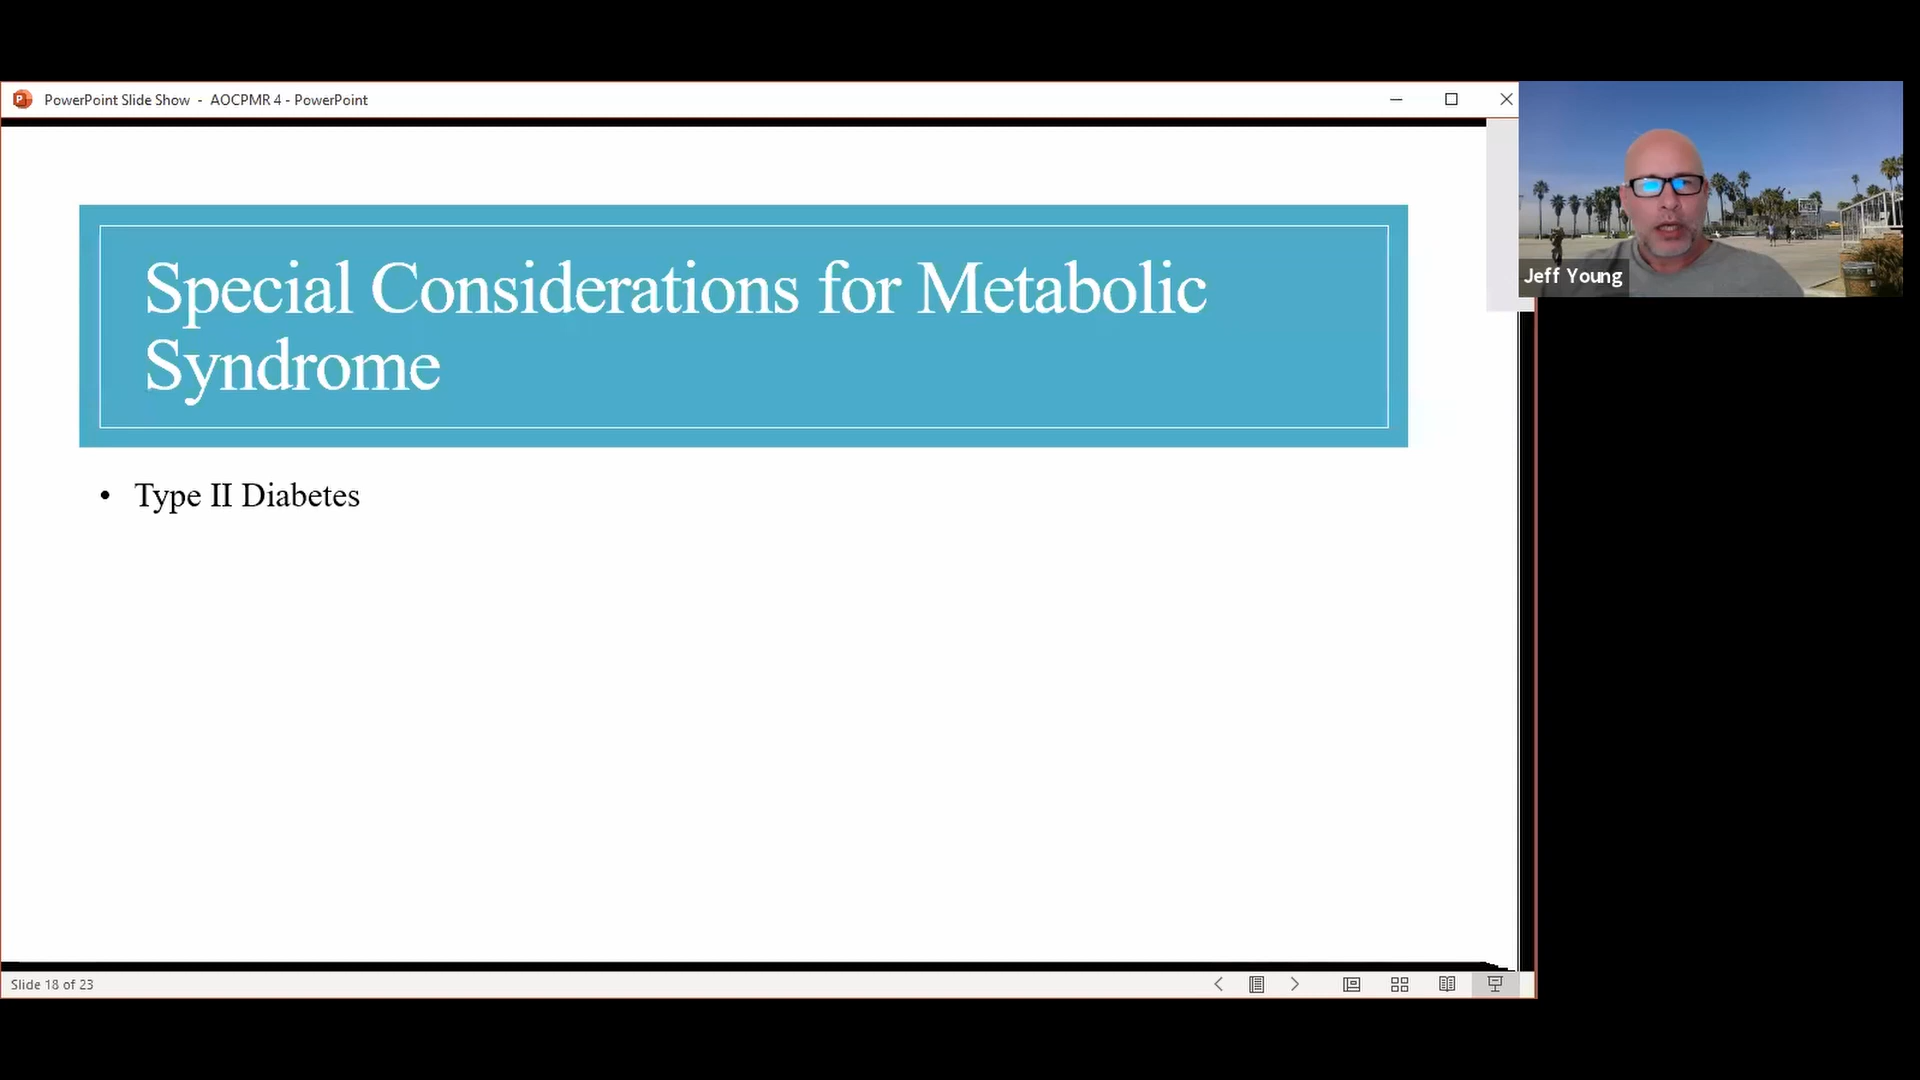 PowerPoint Slide Show - AOCPMR 4 - PowerPoint
Special Considerations for Metabolic
Syndrome
• Type II Diabetes
Jeff Young
Slide 18 of 23